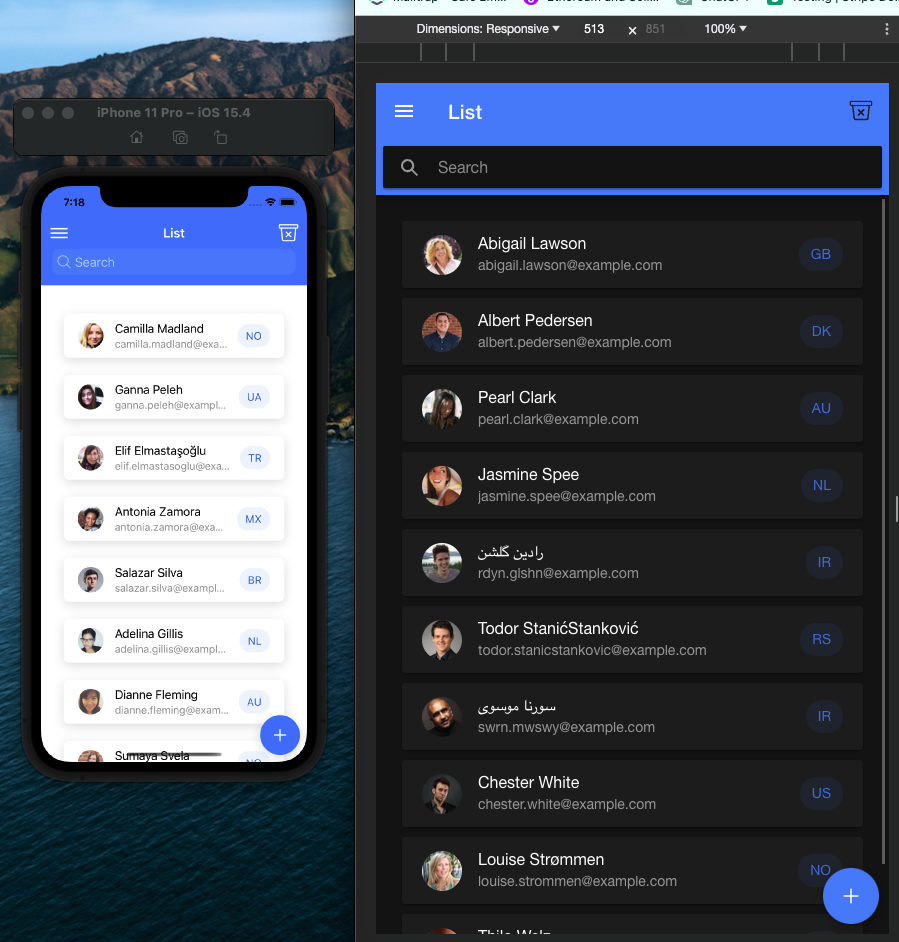 Dimensions: Responsive 513 × 851 100%
iPhone 11 Pro – iOS 15.4
7:18
List
Search
Camilla Madland
camilla.madland@exa...
NO
Ganna Peleh
ganna.peleh@exampl...
UA
Elif Elmastaşoğlu
elif.elmastasoglu@exa...
TR
Antonia Zamora
antonia.zamora@exa...
MX
Salazar Silva
salazar.silva@exampl...
BR
Adelina Gillis
adelina.gillis@exampl...
NL
Dianne Fleming
dianne.fleming@exam...
AU
Sumaya Svela
NO
List
Search
Abigail Lawson
abigail.lawson@example.com
GB
Albert Pedersen
albert.pedersen@example.com
DK
Pearl Clark
pearl.clark@example.com
AU
Jasmine Spee
jasmine.spee@example.com
NL
رادین گلشن
rdyn.glshn@example.com
IR
Todor StanićStanković
todor.stanicstankovic@example.com
RS
سورنا موسوی
swrn.mwswy@example.com
IR
Chester White
chester.white@example.com
US
Louise Strømmen
louise.strommen@example.com
NO